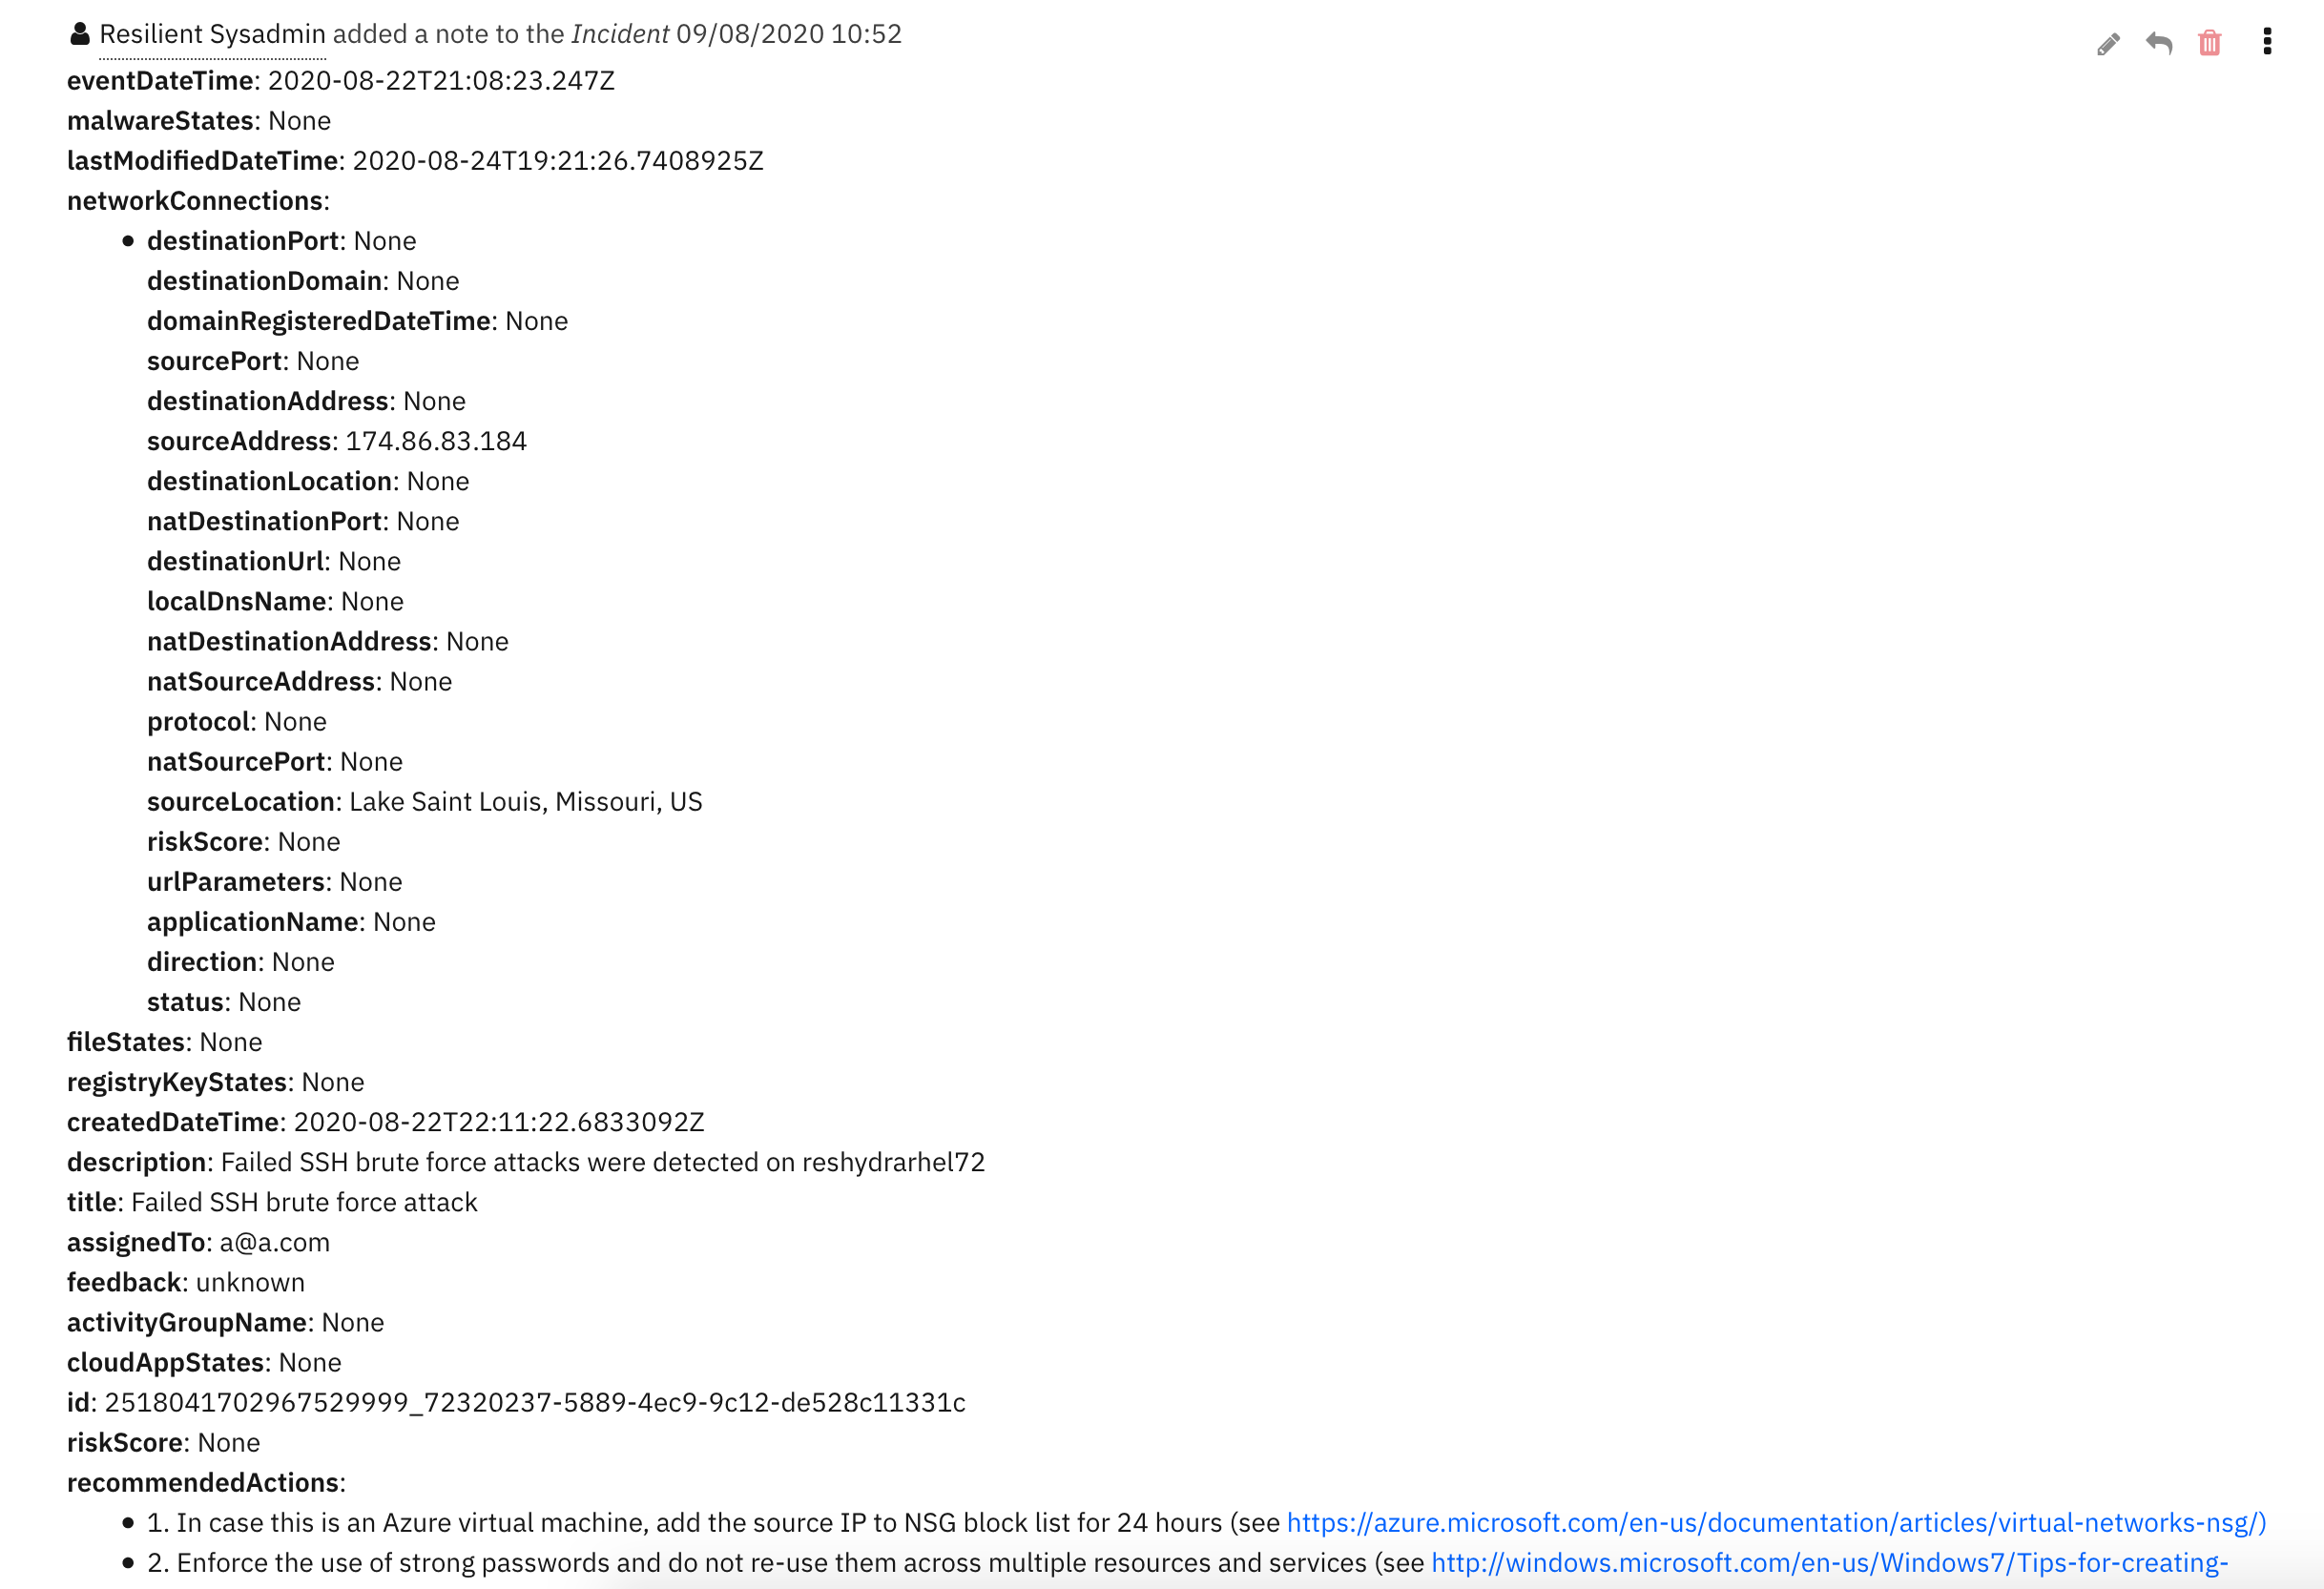 Resilient Sysadmin added a note to the Incident 09/08/2020 10:52
eventDateTime: 2020-08-22T21:08:23.247Z
malwareStates: None
lastModifiedDateTime: 2020-08-24T19:21:26.7408925Z
networkConnections:
• destinationPort: None
destinationDomain: None
domainRegisteredDateTime: None
sourcePort: None
destinationAddress: None
sourceAddress: 174.86.83.184
destinationLocation: None
natDestinationPort: None
destinationUrl: None
localDnsName: None
natDestinationAddress: None
natSourceAddress: None
protocol: None
natSourcePort: None
sourceLocation: Lake Saint Louis, Missouri, US
riskScore: None
urlParameters: None
applicationName: None
direction: None
status: None
fileStates: None
registryKeyStates: None
createdDateTime: 2020-08-22T22:11:22.6833092Z
description: Failed SSH brute force attacks were detected on reshydrarhel72
title: Failed SSH brute force attack
assignedTo: a@a.com
feedback: unknown
activityGroupName: None
cloudAppStates: None
id: 2518041702967529999_72320237-5889-4ec9-9c12-de528c11331c
riskScore: None
recommendedActions:
• 1. In case this is an Azure virtual machine, add the source IP to NSG block list for 24 hours (see https://azure.microsoft.com/en-us/documentation/articles/virtual-networks-nsg/)
• 2. Enforce the use of strong passwords and do not re-use them across multiple resources and services (see http://windows.microsoft.com/en-us/Windows7/Tips-for-creating-